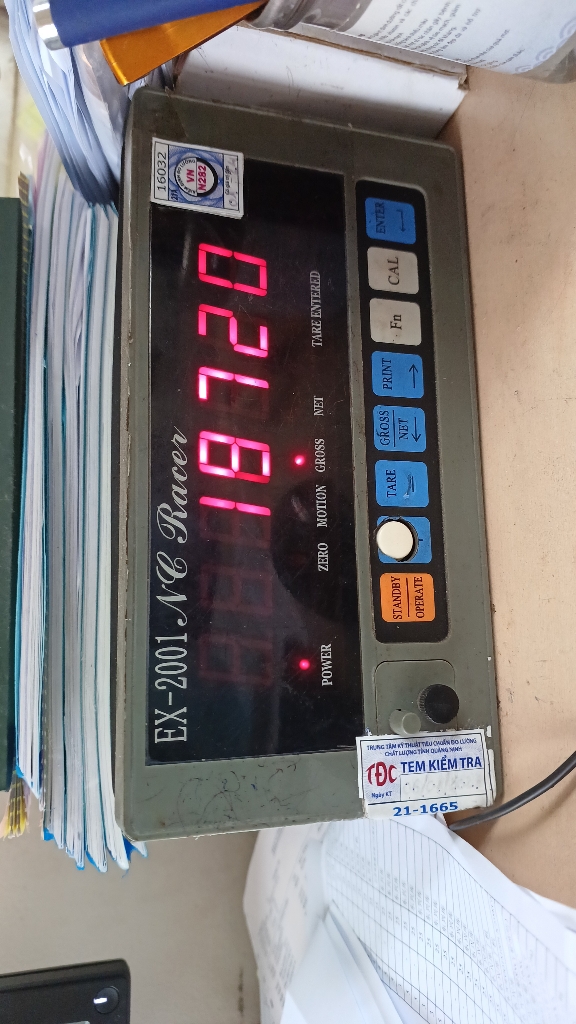 EX-2001 NC Racer
16032
VN
N282
18720
POWER ZERO MOTION GROSS NET TARE ENTERED
STANDBY
OPERATE
TARE
GROSS
NET
←
PRINT
→
Fn
CAL
ENTER
TRUNG TÂM KỸ THUẬT TIÊU CHUẨN ĐO LƯỜNG
CHẤT LƯỢNG TỈNH QUẢNG NINH
TĐC TEM KIỂM TRA
Ngày KT
21-1665